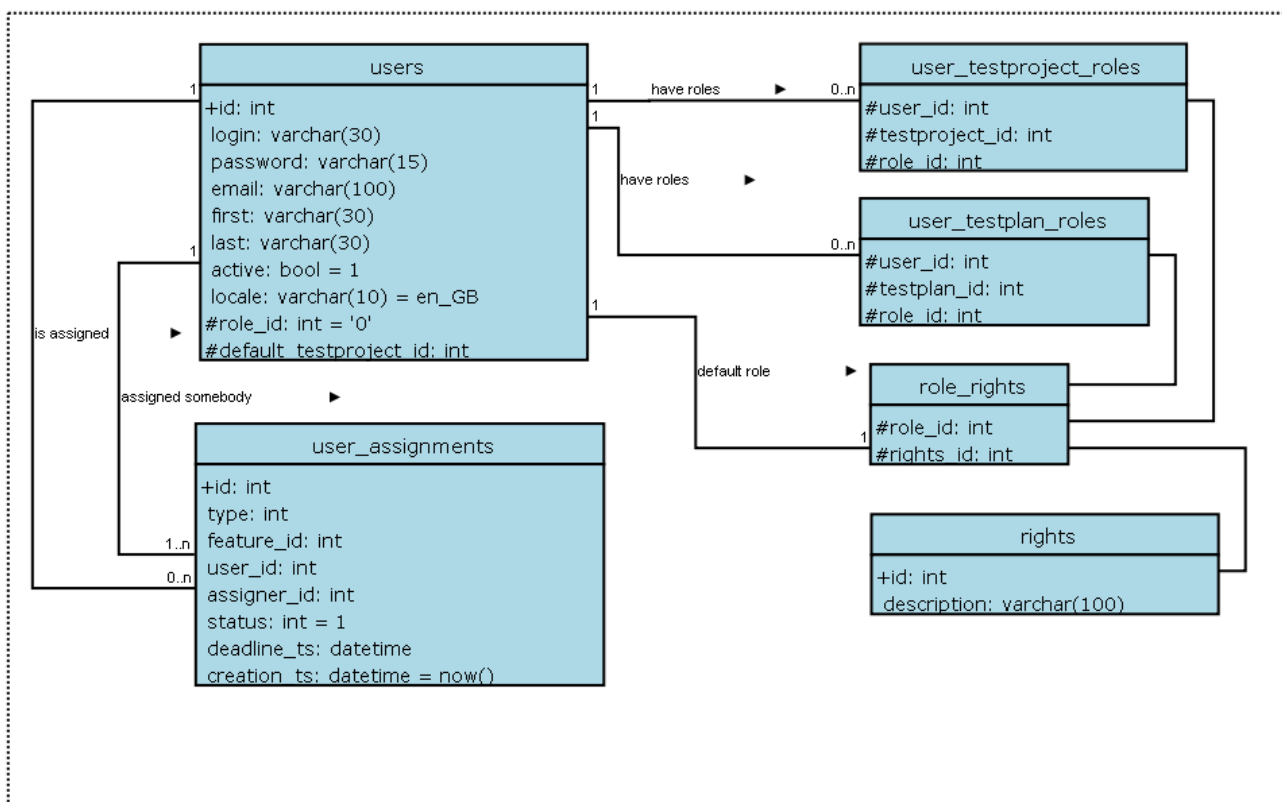 users
1
+id: int
login: varchar(30)
password: varchar(15)
email: varchar(100)
first: varchar(30)
last: varchar(30)
1
active: bool = 1
locale: varchar(10) = en_GB
#role_id: int = '0'
#default_testproject_id: int
1
have roles
0..n
1
have roles
0..n
1
default role
1
user_testproject_roles
#user_id: int
#testproject_id: int
#role_id: int
user_testplan_roles
#user_id: int
#testplan_id: int
#role_id: int
role_rights
#role_id: int
#rights_id: int
rights
+id: int
description: varchar(100)
is assigned
assigned somebody
user_assignments
+id: int
type: int
1..n
feature_id: int
user_id: int
0..n
assigner_id: int
status: int = 1
deadline_ts: datetime
creation_ts: datetime = now()